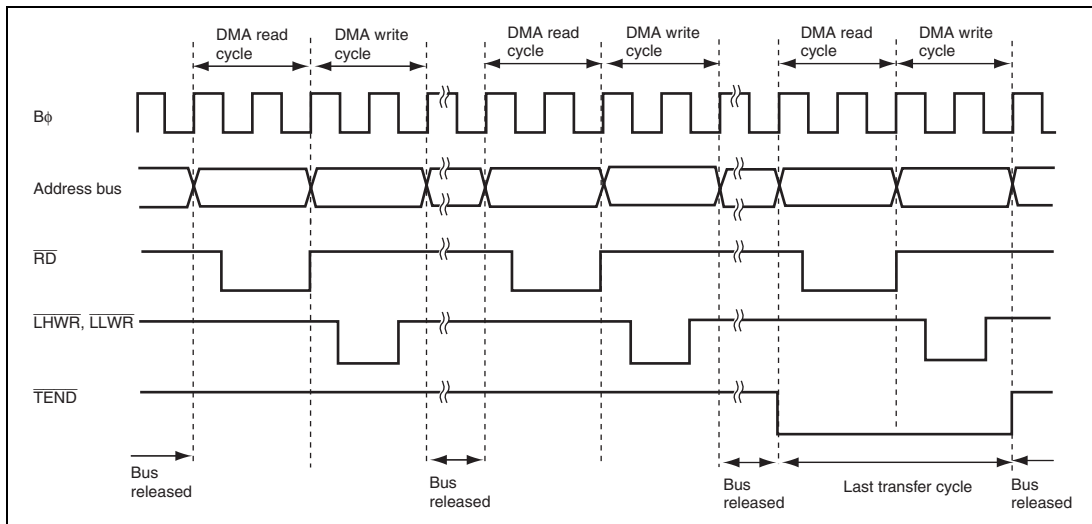 DMA read cycle
DMA write cycle
DMA read cycle
DMA write cycle
DMA read cycle
DMA write cycle
Bϕ
Address bus
RD
LHWR, LLWR
TEND
Bus released
Bus released
Bus released
Last transfer cycle
Bus released